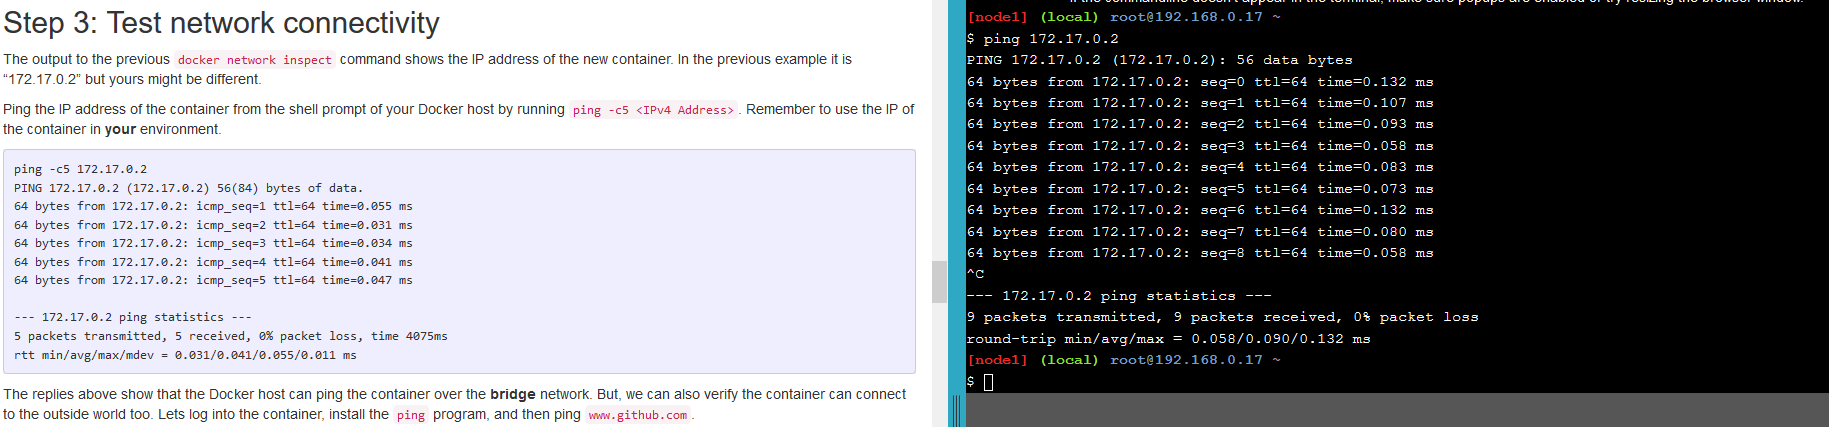 Step 3: Test network connectivity
The output to the previous docker network inspect command shows the IP address of the new container. In the previous example it is
“172.17.0.2” but yours might be different.
Ping the IP address of the container from the shell prompt of your Docker host by running ping -c5 <IPv4 Address> . Remember to use the IP of
the container in your environment.
ping -c5 172.17.0.2
PING 172.17.0.2 (172.17.0.2) 56(84) bytes of data.
64 bytes from 172.17.0.2: icmp_seq=1 ttl=64 time=0.055 ms
64 bytes from 172.17.0.2: icmp_seq=2 ttl=64 time=0.031 ms
64 bytes from 172.17.0.2: icmp_seq=3 ttl=64 time=0.034 ms
64 bytes from 172.17.0.2: icmp_seq=4 ttl=64 time=0.041 ms
64 bytes from 172.17.0.2: icmp_seq=5 ttl=64 time=0.047 ms
--- 172.17.0.2 ping statistics ---
5 packets transmitted, 5 received, 0% packet loss, time 4075ms
rtt min/avg/max/mdev = 0.031/0.041/0.055/0.011 ms
The replies above show that the Docker host can ping the container over the bridge network. But, we can also verify the container can connect
to the outside world too. Lets log into the container, install the ping program, and then ping www.github.com .
[node1] (local) root@192.168.0.17 ~
$ ping 172.17.0.2
PING 172.17.0.2 (172.17.0.2): 56 data bytes
64 bytes from 172.17.0.2: seq=0 ttl=64 time=0.132 ms
64 bytes from 172.17.0.2: seq=1 ttl=64 time=0.107 ms
64 bytes from 172.17.0.2: seq=2 ttl=64 time=0.093 ms
64 bytes from 172.17.0.2: seq=3 ttl=64 time=0.058 ms
64 bytes from 172.17.0.2: seq=4 ttl=64 time=0.083 ms
64 bytes from 172.17.0.2: seq=5 ttl=64 time=0.073 ms
64 bytes from 172.17.0.2: seq=6 ttl=64 time=0.132 ms
64 bytes from 172.17.0.2: seq=7 ttl=64 time=0.080 ms
64 bytes from 172.17.0.2: seq=8 ttl=64 time=0.058 ms
^C
--- 172.17.0.2 ping statistics ---
9 packets transmitted, 9 packets received, 0% packet loss
round-trip min/avg/max = 0.058/0.090/0.132 ms
[node1] (local) root@192.168.0.17 ~
$